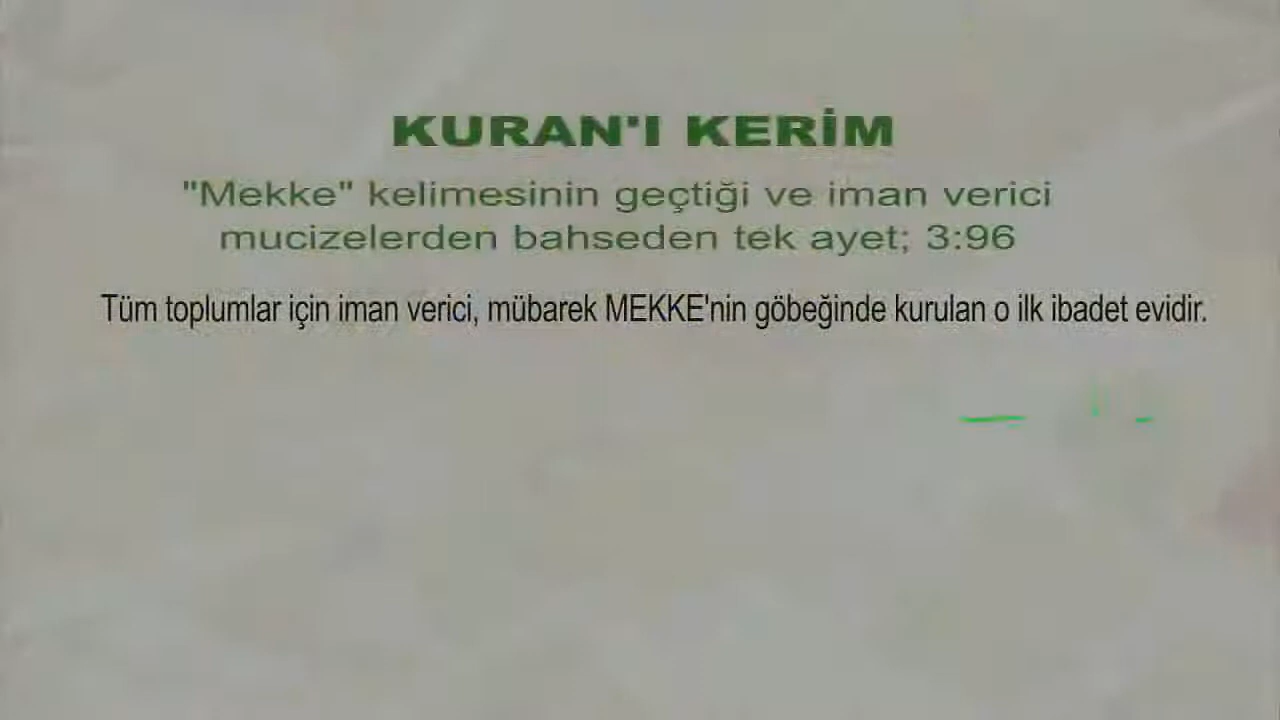 KURAN'I KERİM
"Mekke" kelimesinin geçtiği ve iman verici
mucizelerden bahseden tek ayet; 3:96
Tüm toplumlar için iman verici, mübarek MEKKE'nin göbeğinde kurulan o ilk ibadet evidir.